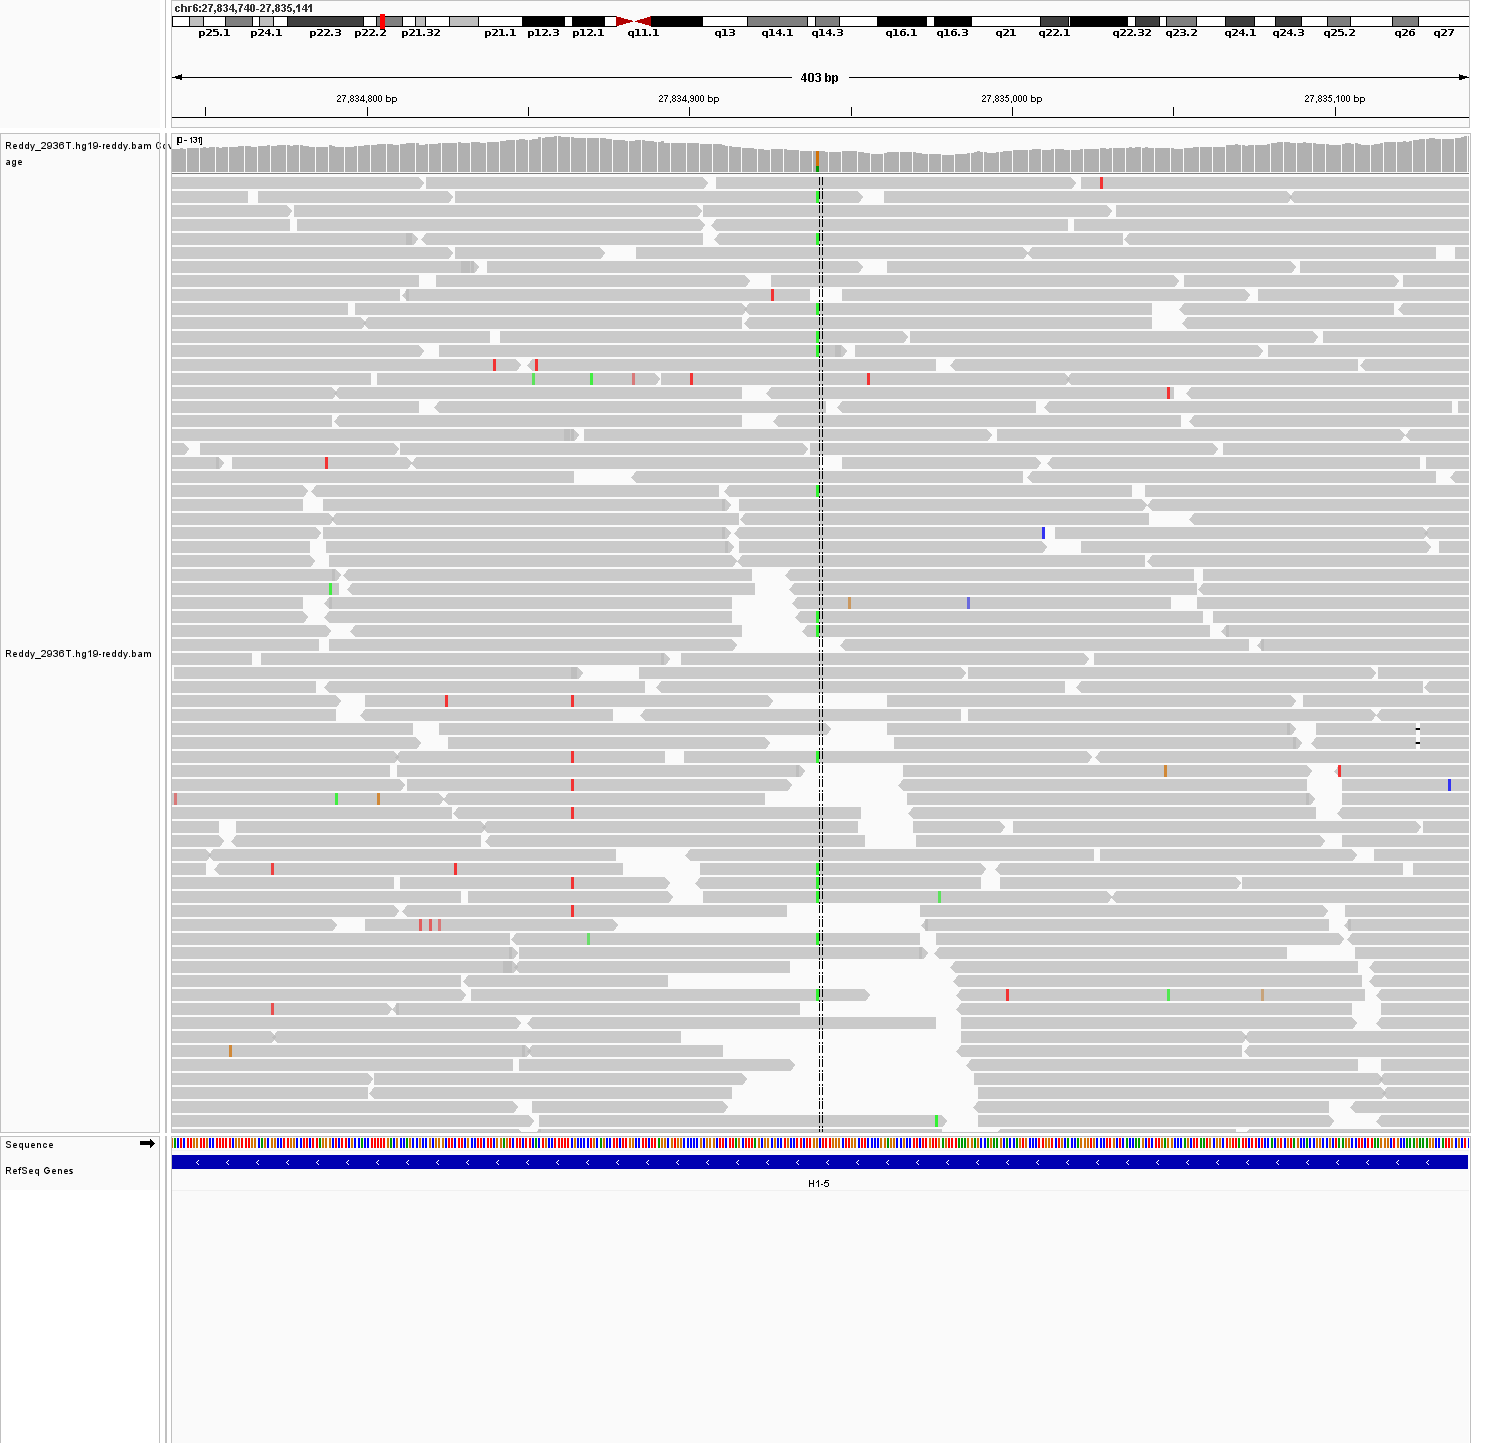 chr6:27,834,740-27,835,141
p25.1 p24.1 p22.3 p22.2 p21.32 p21.1 p12.3 p12.1 q11.1 q13 q14.1 q14.3 q16.1 q16.3 q21 q22.1 q22.32 q23.2 q24.1 q24.3 q25.2 q26 q27
403 bp
27,834,800 bp 27,834,900 bp 27,835,000 bp 27,835,100 bp
[0 - 131]
Reddy_2936T.hg19-reddy.bam Cov
age
Reddy_2936T.hg19-reddy.bam
Sequence
RefSeq Genes
H1-5